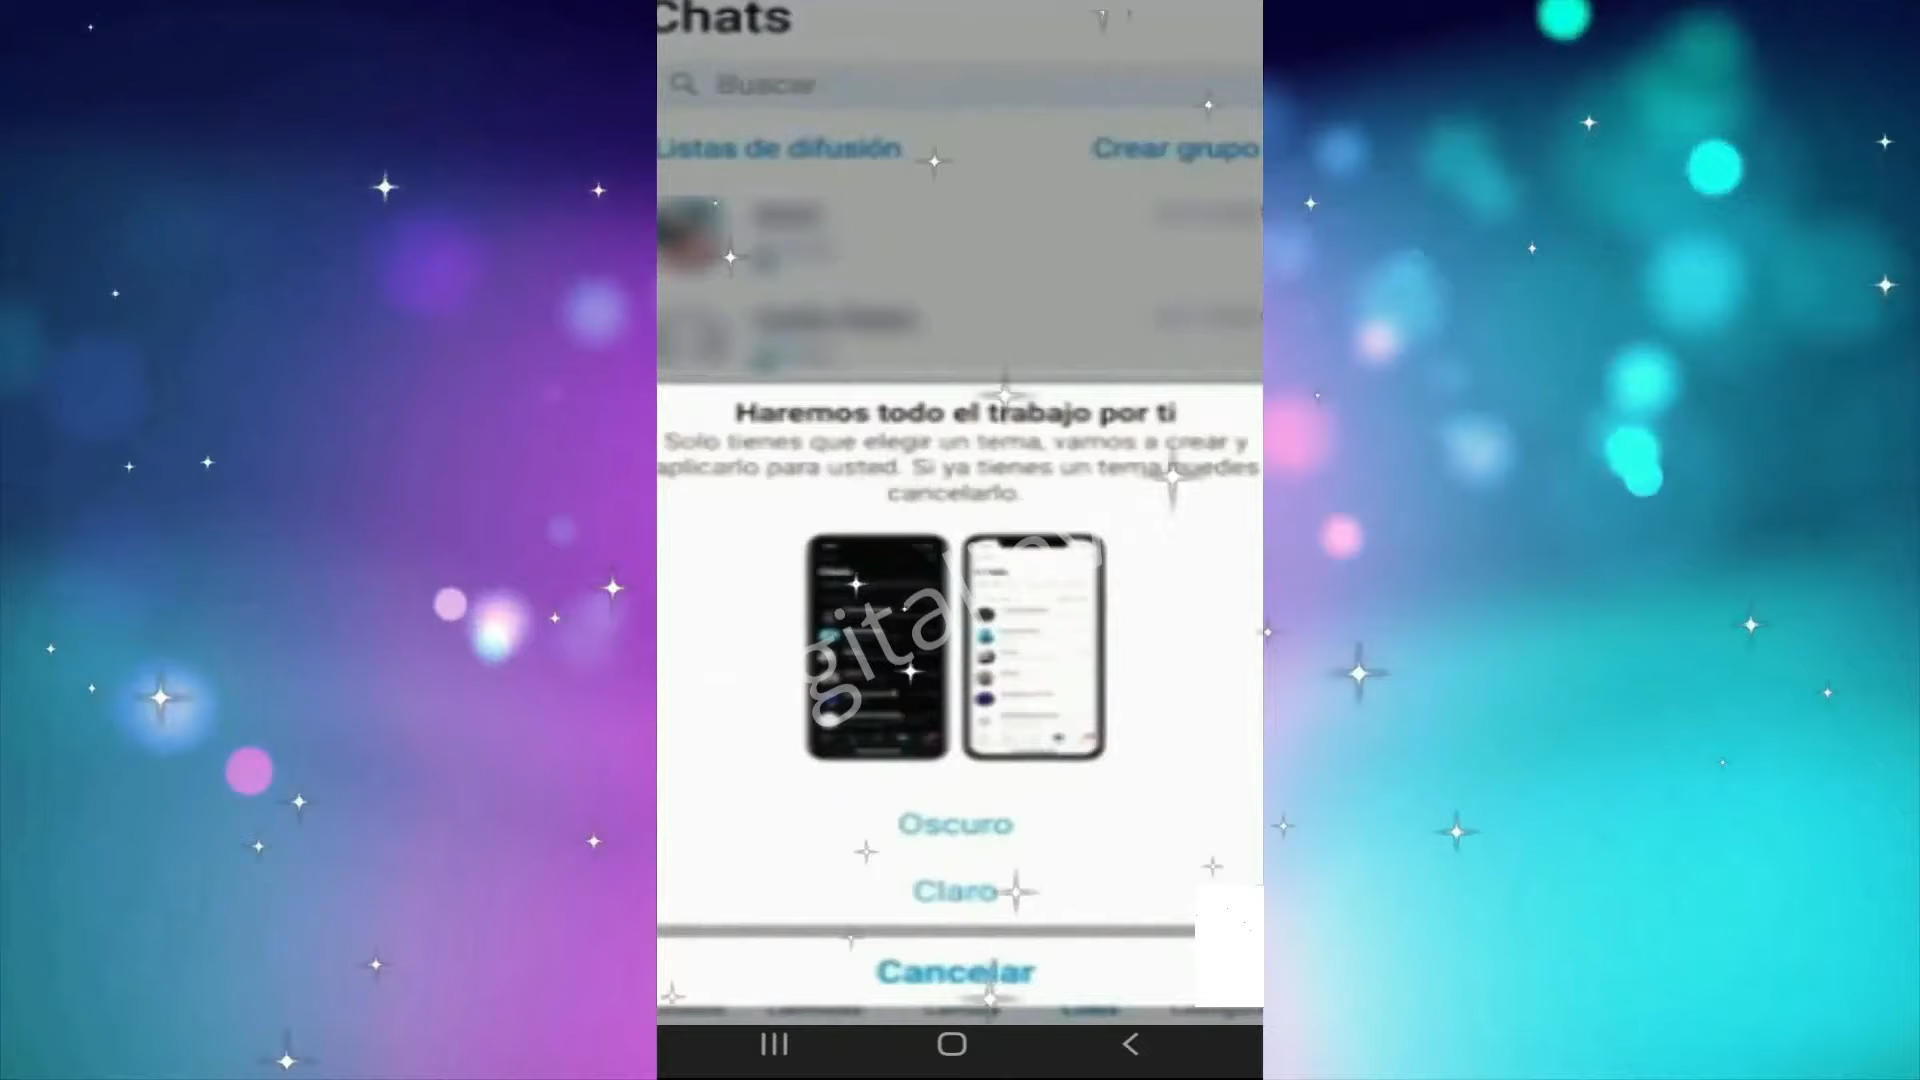 Chats
Buscar
Listas de difusión
Crear grupo
Haremos todo el trabajo por ti
Solo tienes que elegir un tema, vamos a crear y
aplicarlo para usted. Si ya tienes un tema puedes
cancelarlo.
gital
Oscuro
Claro
Cancelar